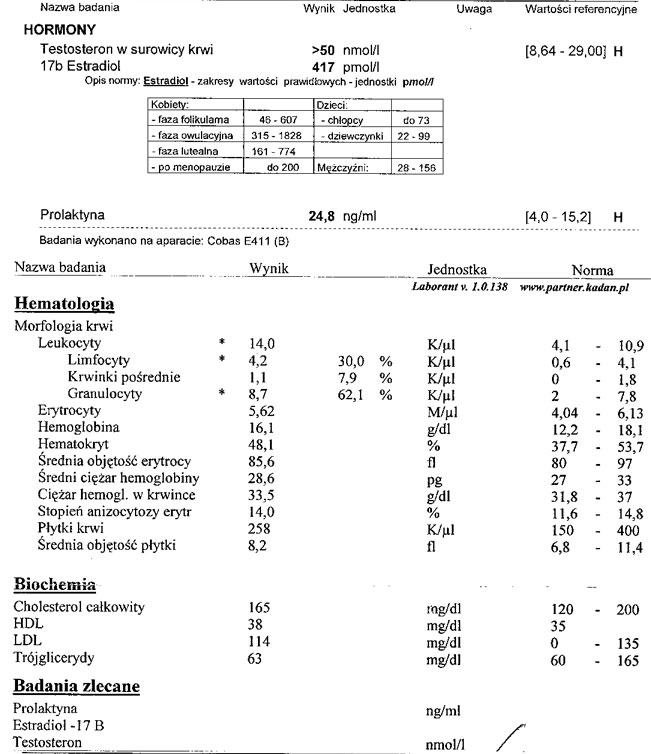 Nazwa badania Wynik Jednostka Uwaga Wartości referencyjne
HORMONY
Testosteron w surowicy krwi >50 nmol/l [8,64 - 29,00] H
17b Estradiol 417 pmol/l
Opis normy: Estradiol - zakresy wartości prawidłowych - jednostki pmol/l
Kobiety: Dzieci:
- faza folikulama 46 - 607 - chłopcy do 73
- faza owulacyjna 315 - 1828 - dziewczynki 22 - 99
- faza lutealna 161 - 774
- po menopauzie do 200 Mężczyźni: 28 - 156
Prolaktyna 24,8 ng/ml [4,0 - 15,2] H
Badania wykonano na aparacie: Cobas E411 (B)
Nazwa badania Wynik Jednostka Norma
Laborant v. 1.0.138 www.partner.kadan.pl
Hematologia
Morfologia krwi
Leukocyty * 14,0 K/µl 4,1 - 10,9
Limfocyty * 4,2 30,0 % K/µl 0,6 - 4,1
Krwinki pośrednie 1,1 7,9 % K/µl 0 - 1,8
Granulocyty * 8,7 62,1 % K/µl 2 - 7,8
Erytrocyty 5,62 M/µl 4,04 - 6,13
Hemoglobina 16,1 g/dl 12,2 - 18,1
Hematokryt 48,1 % 37,7 - 53,7
Średnia objętość erytrocy 85,6 fl 80 - 97
Średni ciężar hemoglobiny 28,6 pg 27 - 33
Ciężar hemogl. w krwince 33,5 g/dl 31,8 - 37
Stopień anizocytozy erytr 14,0 % 11,6 - 14,8
Płytki krwi 258 K/µl 150 - 400
Średnia objętość płytki 8,2 fl 6,8 - 11,4
Biochemia
Cholesterol całkowity 165 mg/dl 120 - 200
HDL 38 mg/dl 35
LDL 114 mg/dl 0 - 135
Trójglicerydy 63 mg/dl 60 - 165
Badania zlecane
Prolaktyna ng/ml
Estradiol -17 B
Testosteron nmol/l